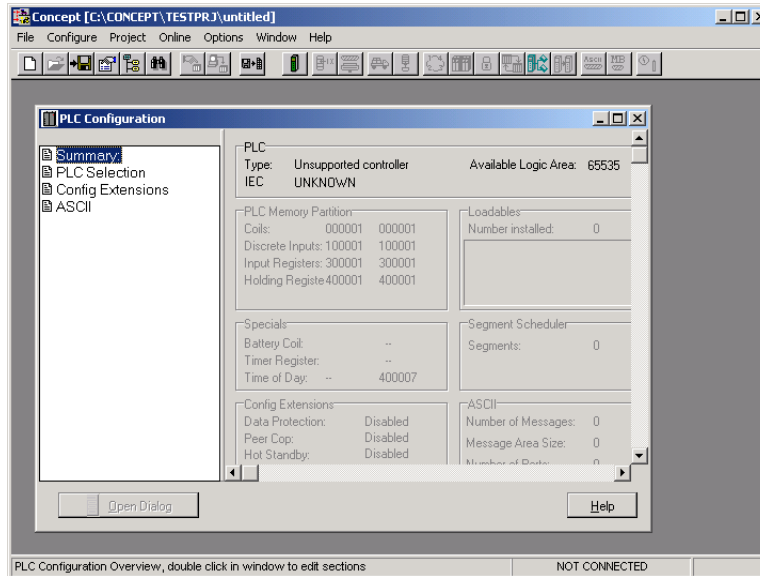 Concept [C:\CONCEPT\TESTPRJ\untitled]
File Configure Project Online Options Window Help
PLC Configuration
Summary:
PLC Selection
Config Extensions
ASCII
PLC
Type: Unsupported controller Available Logic Area: 65535
IEC UNKNOWN
PLC Memory Partition
Coils: 000001 000001
Discrete Inputs: 100001 100001
Input Registers: 300001 300001
Holding Registe 400001 400001
Loadables
Number installed: 0
Specials
Battery Coil: --
Timer Register: --
Time of Day: -- 400007
Segment Scheduler
Segments: 0
Config Extensions
Data Protection: Disabled
Peer Cop: Disabled
Hot Standby: Disabled
ASCII
Number of Messages: 0
Message Area Size: 0
Number of Ports: 0
Open Dialog
Help
PLC Configuration Overview, double click in window to edit sections NOT CONNECTED